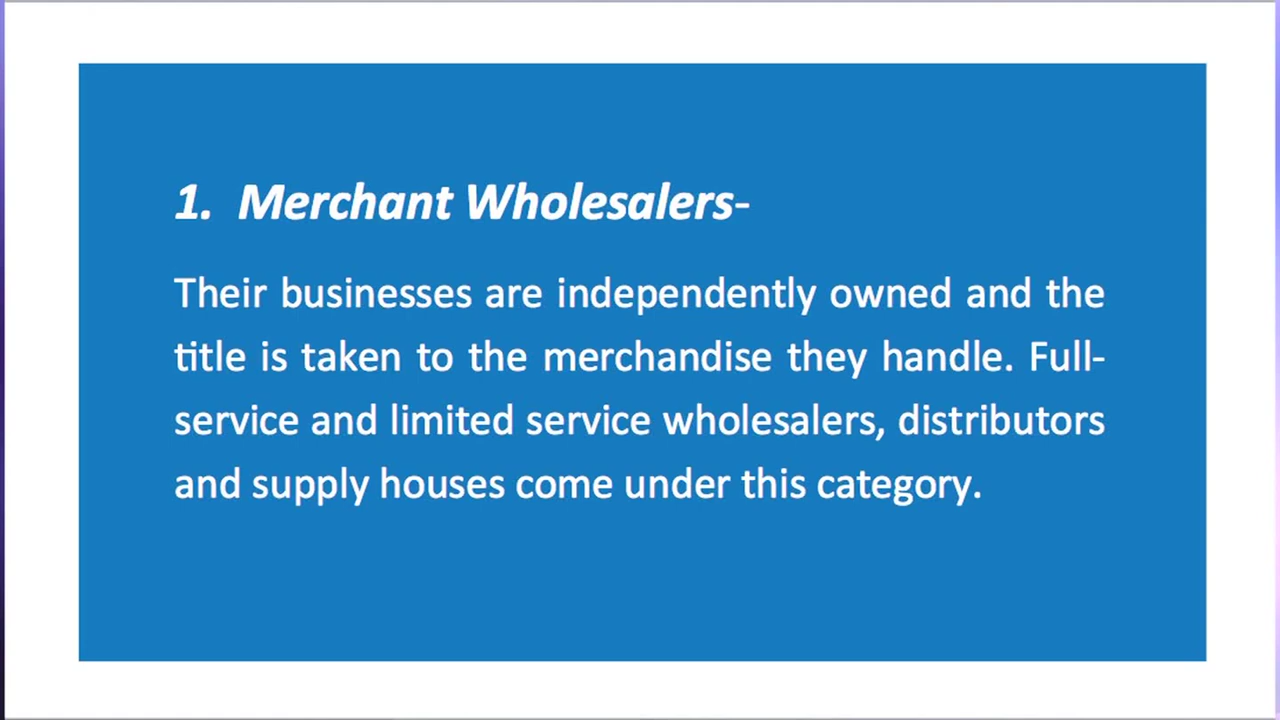 1. Merchant Wholesalers-
Their businesses are independently owned and the
title is taken to the merchandise they handle. Full-
service and limited service wholesalers, distributors
and supply houses come under this category.